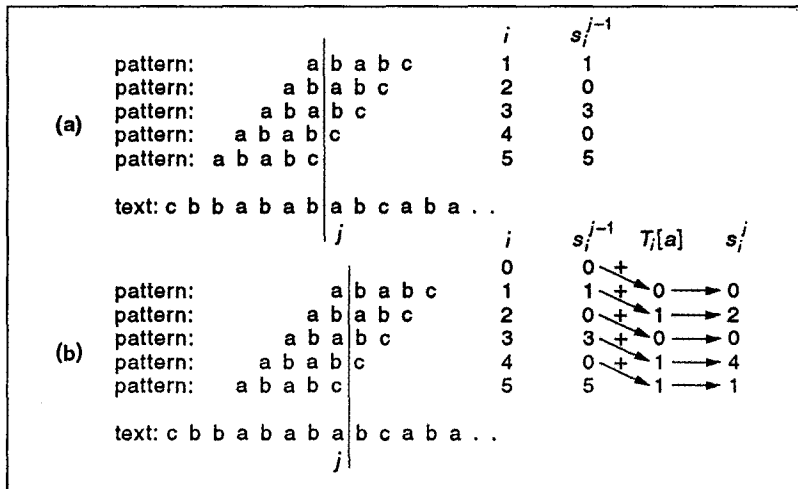 i s_i^{j-1}
pattern: a b a b c 1 1
pattern: a b a b c 2 0
(a) pattern: a b a b c 3 3
pattern: a b a b c 4 0
pattern: a b a b c 5 5
text: c b b a b a b a b c a b a . .
j
i s_i^{j-1} T_i[a] s_i^j
0 0 +
pattern: a b a b c 1 1 + 0 0
pattern: a b a b c 2 0 + 1 2
pattern: a b a b c 3 3 + 0 0
(b) pattern: a b a b c 4 0 + 1 4
pattern: a b a b c 5 5 1 1
text: c b b a b a b a b c a b a . .
j